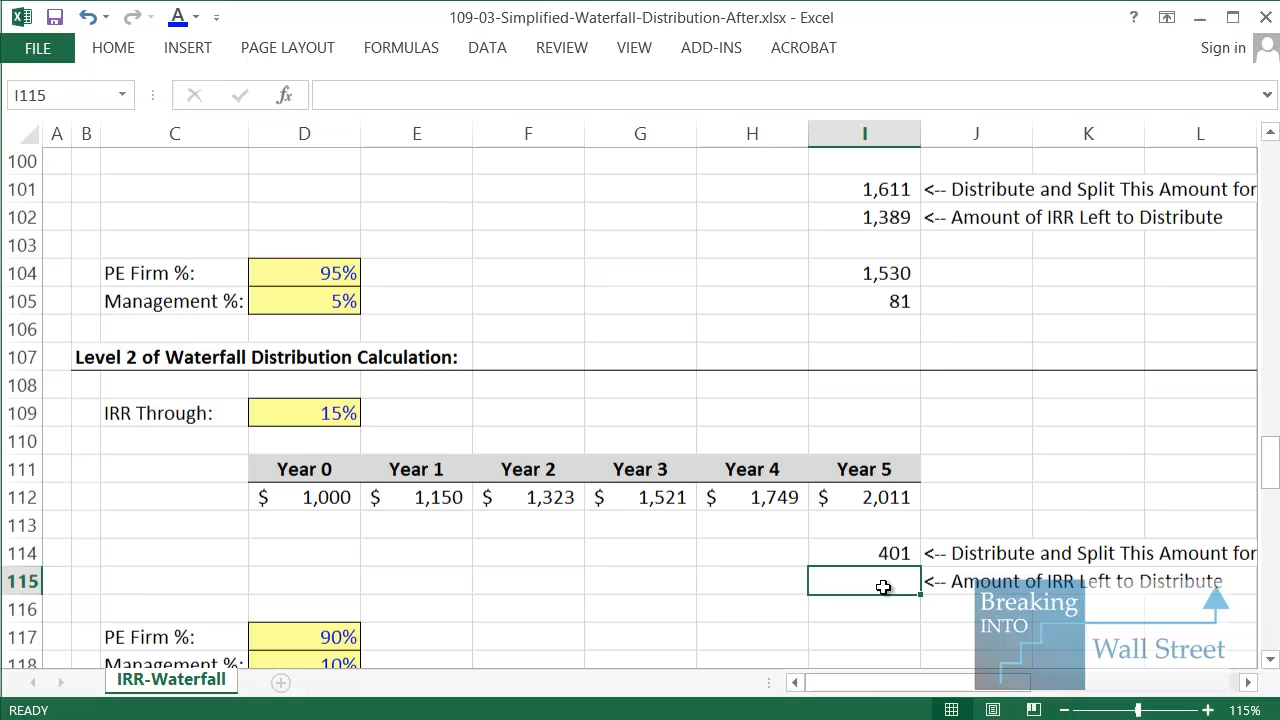 109-03-Simplified-Waterfall-Distribution-After.xlsx - Excel
?
FILE HOME INSERT PAGE LAYOUT FORMULAS DATA REVIEW VIEW ADD-INS ACROBAT Sign in
I115 fx
A B C D E F G H I J K L
100
101 1,611 <-- Distribute and Split This Amount for
102 1,389 <-- Amount of IRR Left to Distribute
103
104 PE Firm %: 95% 1,530
105 Management %: 5% 81
106
107 Level 2 of Waterfall Distribution Calculation:
108
109 IRR Through: 15%
110
111 Year 0 Year 1 Year 2 Year 3 Year 4 Year 5
112 $ 1,000 $ 1,150 $ 1,323 $ 1,521 $ 1,749 $ 2,011
113
114 401 <-- Distribute and Split This Amount for
115 <-- Amount of IRR Left to Distribute
116
117 PE Firm %: 90%
118 Management %: 10%
Breaking
INTO
Wall Street
IRR-Waterfall
READY 115%